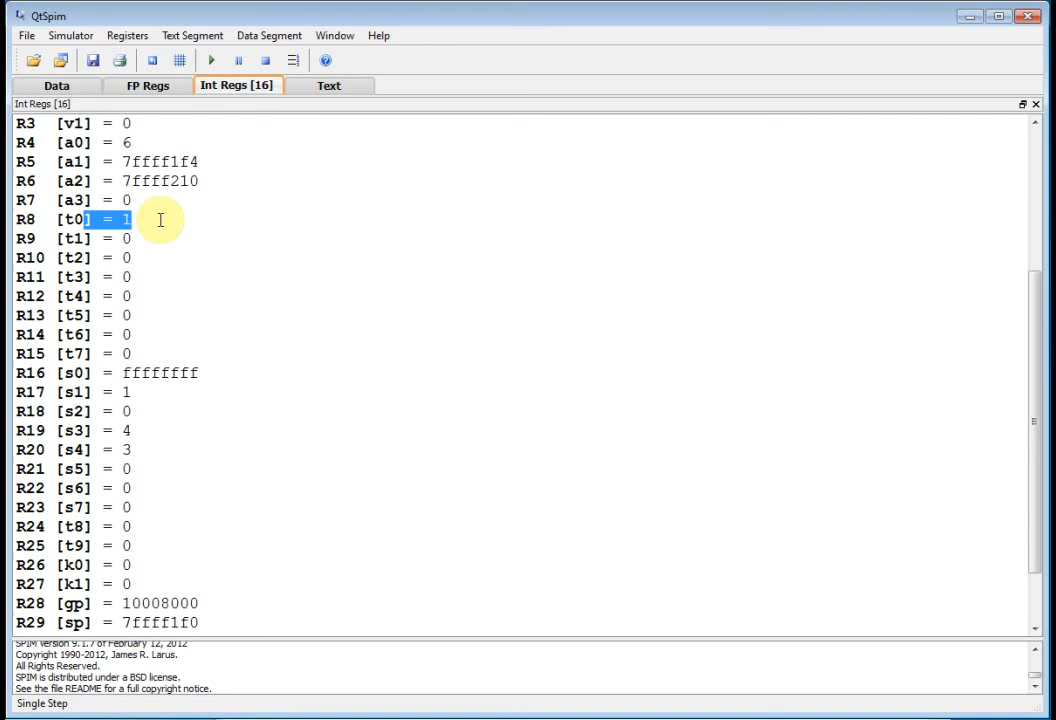 QtSpim
File Simulator Registers Text Segment Data Segment Window Help
Data FP Regs Int Regs [16] Text
Int Regs [16]
R3 [v1] = 0
R4 [a0] = 6
R5 [a1] = 7ffff1f4
R6 [a2] = 7ffff210
R7 [a3] = 0
R8 [t0] = 1
R9 [t1] = 0
R10 [t2] = 0
R11 [t3] = 0
R12 [t4] = 0
R13 [t5] = 0
R14 [t6] = 0
R15 [t7] = 0
R16 [s0] = ffffffff
R17 [s1] = 1
R18 [s2] = 0
R19 [s3] = 4
R20 [s4] = 3
R21 [s5] = 0
R22 [s6] = 0
R23 [s7] = 0
R24 [t8] = 0
R25 [t9] = 0
R26 [k0] = 0
R27 [k1] = 0
R28 [gp] = 10008000
R29 [sp] = 7ffff1f0
SPIM Version 9.1.7 of February 12, 2012
Copyright 1990-2012, James R. Larus.
All Rights Reserved.
SPIM is distributed under a BSD license.
See the file README for a full copyright notice.
Single Step